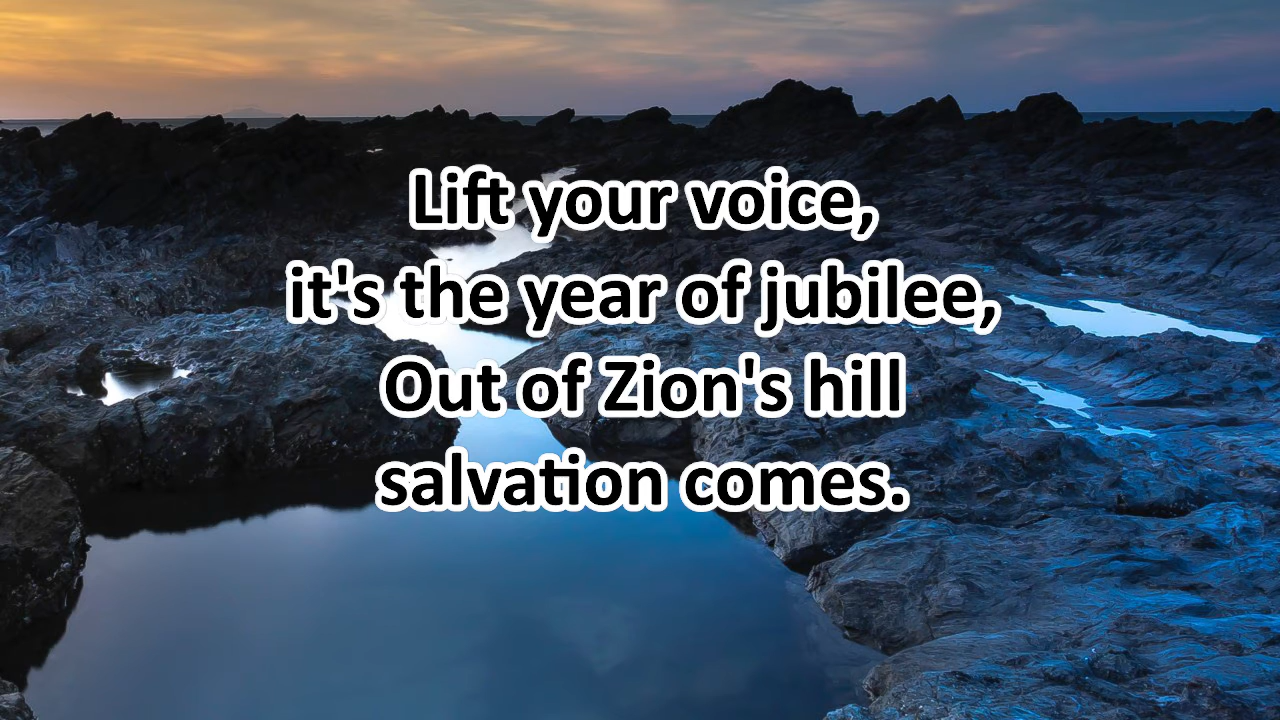 Lift your voice,
it's the year of jubilee,
Out of Zion's hill
salvation comes.